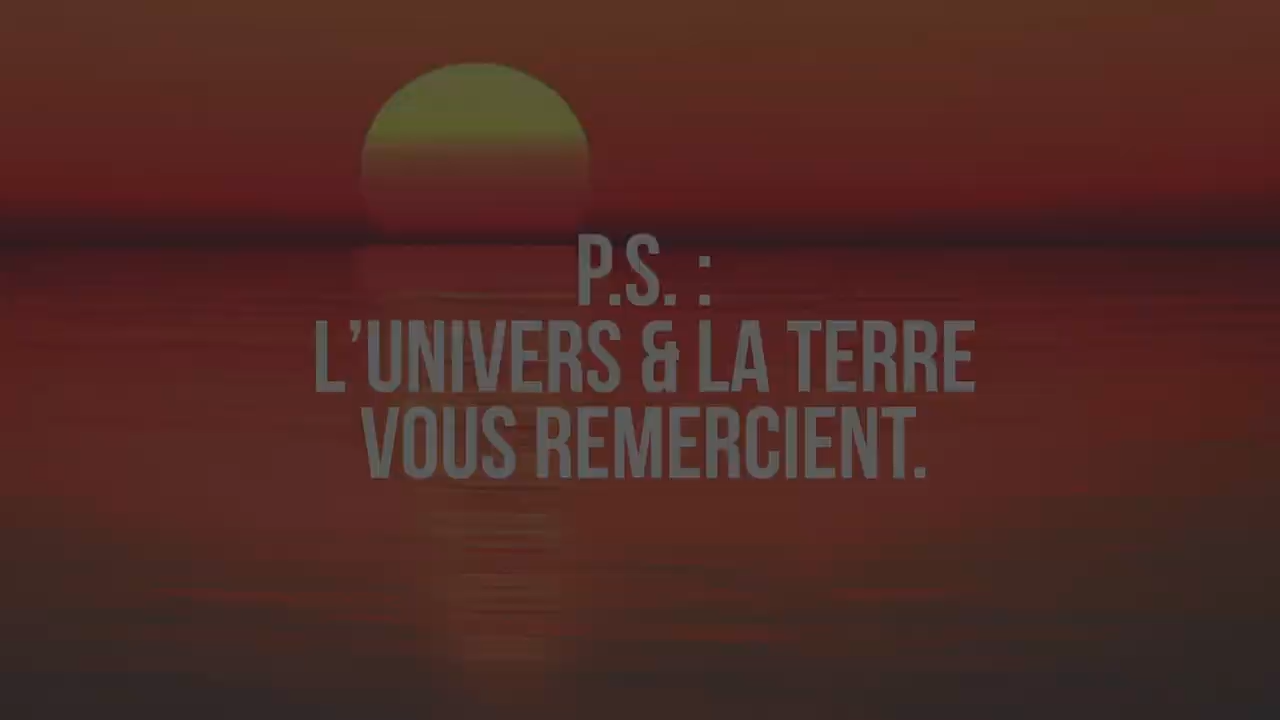 P.S. :
L'UNIVERS & LA TERRE
VOUS REMERCIENT.